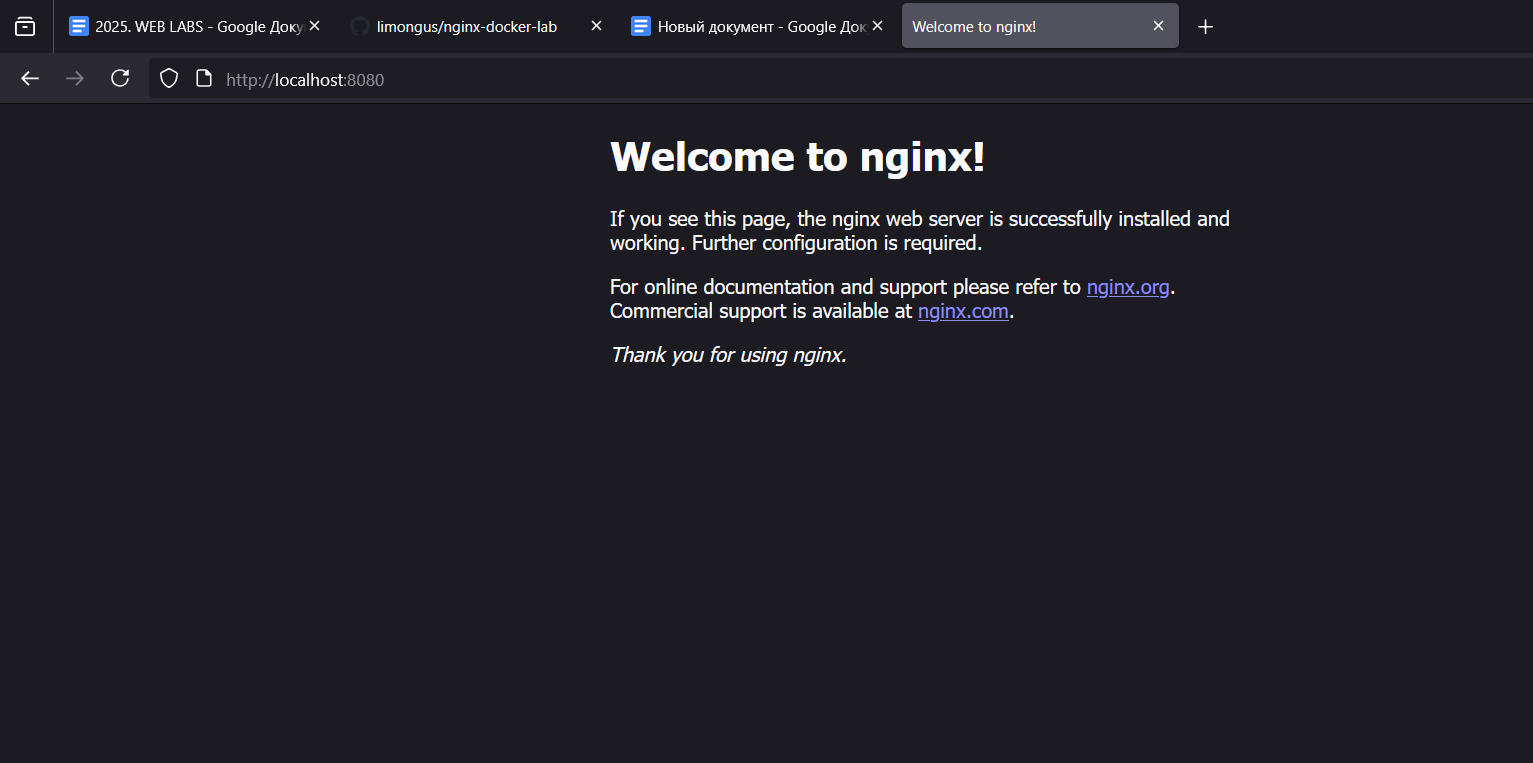 2025. WEB LABS - Google Доку
limongus/nginx-docker-lab
Новый документ - Google Док
Welcome to nginx!
http://localhost:8080
Welcome to nginx!
If you see this page, the nginx web server is successfully installed and
working. Further configuration is required.
For online documentation and support please refer to nginx.org.
Commercial support is available at nginx.com.
Thank you for using nginx.